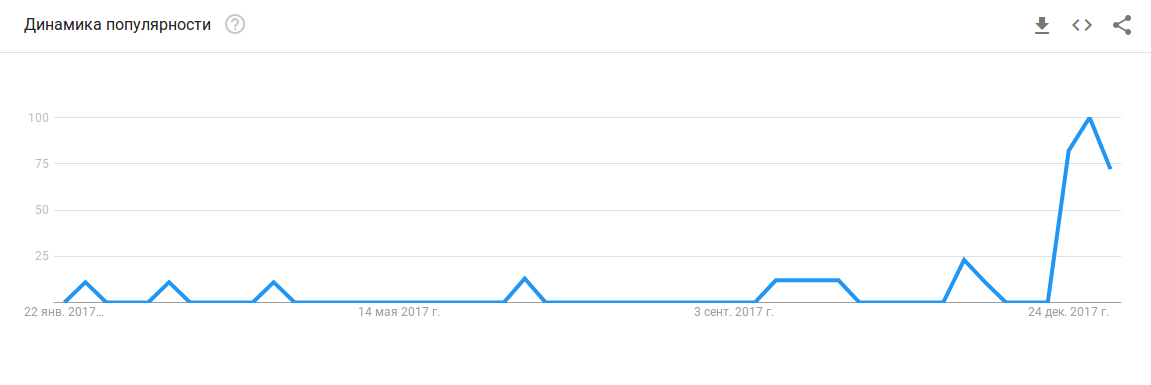 Динамика популярности ?
100
75
50
25
22 янв. 2017…
14 мая 2017 г.
3 сент. 2017 г.
24 дек. 2017 г.